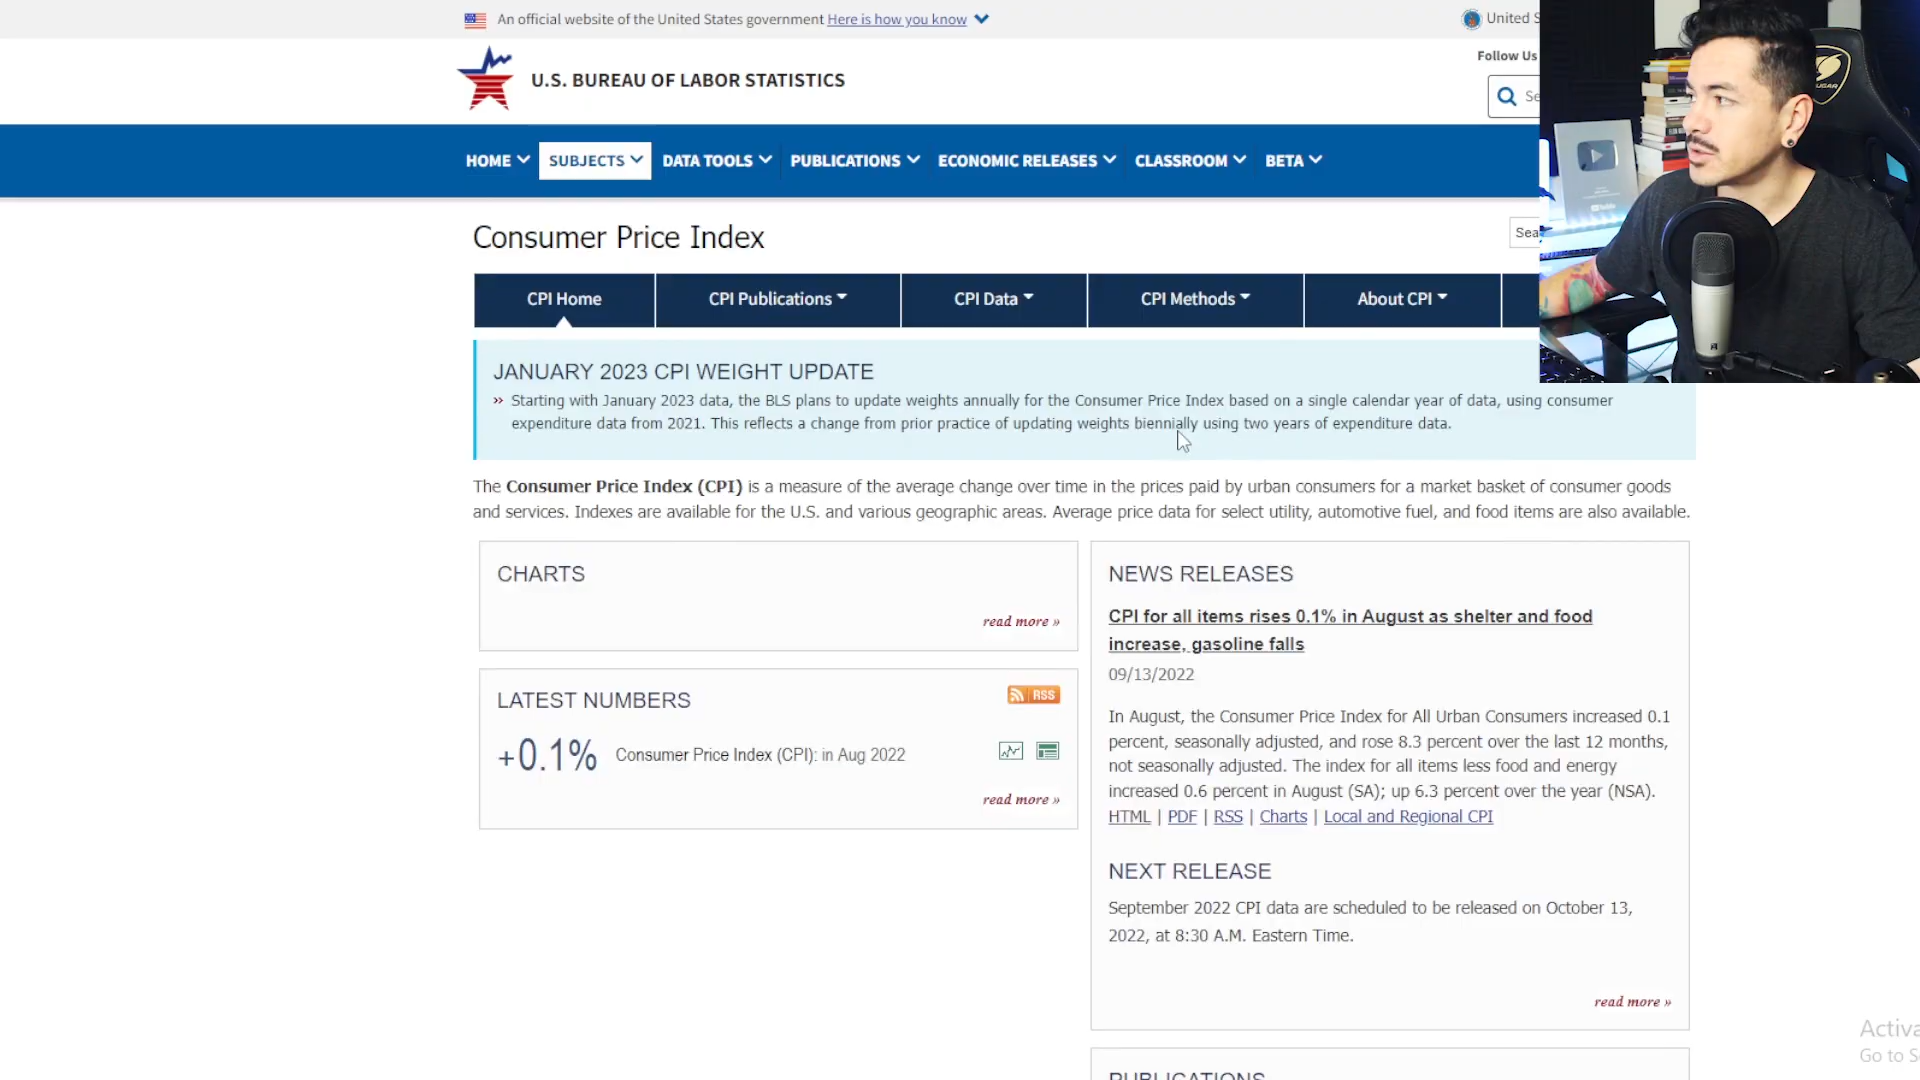 An official website of the United States government Here is how you know
United S
Follow Us
U.S. BUREAU OF LABOR STATISTICS
Se
HOME SUBJECTS DATA TOOLS PUBLICATIONS ECONOMIC RELEASES CLASSROOM BETA
Consumer Price Index
Sea
CPI Home CPI Publications CPI Data CPI Methods About CPI
JANUARY 2023 CPI WEIGHT UPDATE
» Starting with January 2023 data, the BLS plans to update weights annually for the Consumer Price Index based on a single calendar year of data, using consumer
expenditure data from 2021. This reflects a change from prior practice of updating weights biennially using two years of expenditure data.
The Consumer Price Index (CPI) is a measure of the average change over time in the prices paid by urban consumers for a market basket of consumer goods
and services. Indexes are available for the U.S. and various geographic areas. Average price data for select utility, automotive fuel, and food items are also available.
CHARTS
read more »
LATEST NUMBERS
RSS
+0.1% Consumer Price Index (CPI): in Aug 2022
read more »
NEWS RELEASES
CPI for all items rises 0.1% in August as shelter and food
increase, gasoline falls
09/13/2022
In August, the Consumer Price Index for All Urban Consumers increased 0.1
percent, seasonally adjusted, and rose 8.3 percent over the last 12 months,
not seasonally adjusted. The index for all items less food and energy
increased 0.6 percent in August (SA); up 6.3 percent over the year (NSA).
HTML | PDF | RSS | Charts | Local and Regional CPI
NEXT RELEASE
September 2022 CPI data are scheduled to be released on October 13,
2022, at 8:30 A.M. Eastern Time.
read more »
PUBLICATIONS
Activa
Go to S